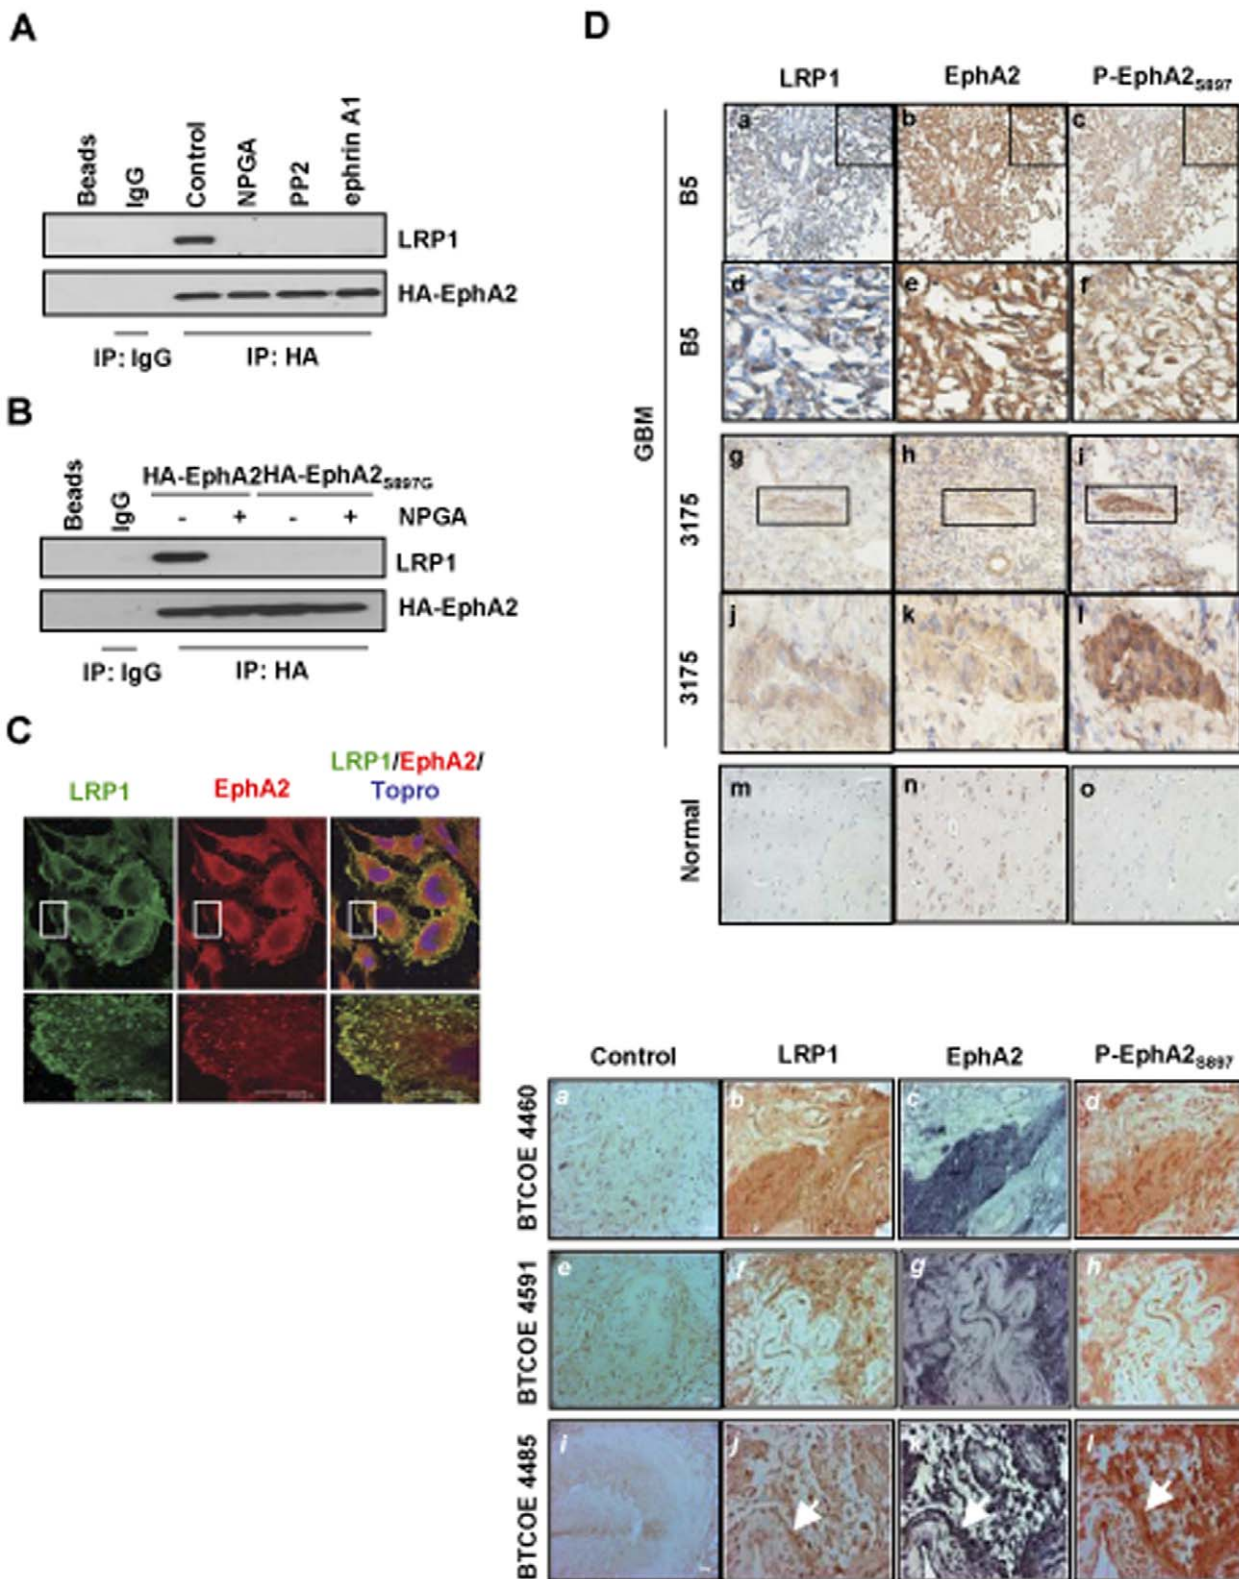 A
Beads
IgG
Control
NPGA
PP2
ephrin A1
LRP1
HA-EphA2
IP: IgG
IP: HA
B
Beads
IgG
HA-EphA2 HA-EphA2S897G
- + - + NPGA
LRP1
HA-EphA2
IP: IgG
IP: HA
C
LRP1
EphA2
LRP1/EphA2/
Topro
D
LRP1 EphA2 P-EphA2S897
GBM
B5
a b c
B5
d e f
3175
g h i
3175
j k l
Normal
m n o
Control LRP1 EphA2 P-EphA2S897
BTCOE 4460
a b c d
BTCOE 4591
e f g h
BTCOE 4485
i j k l